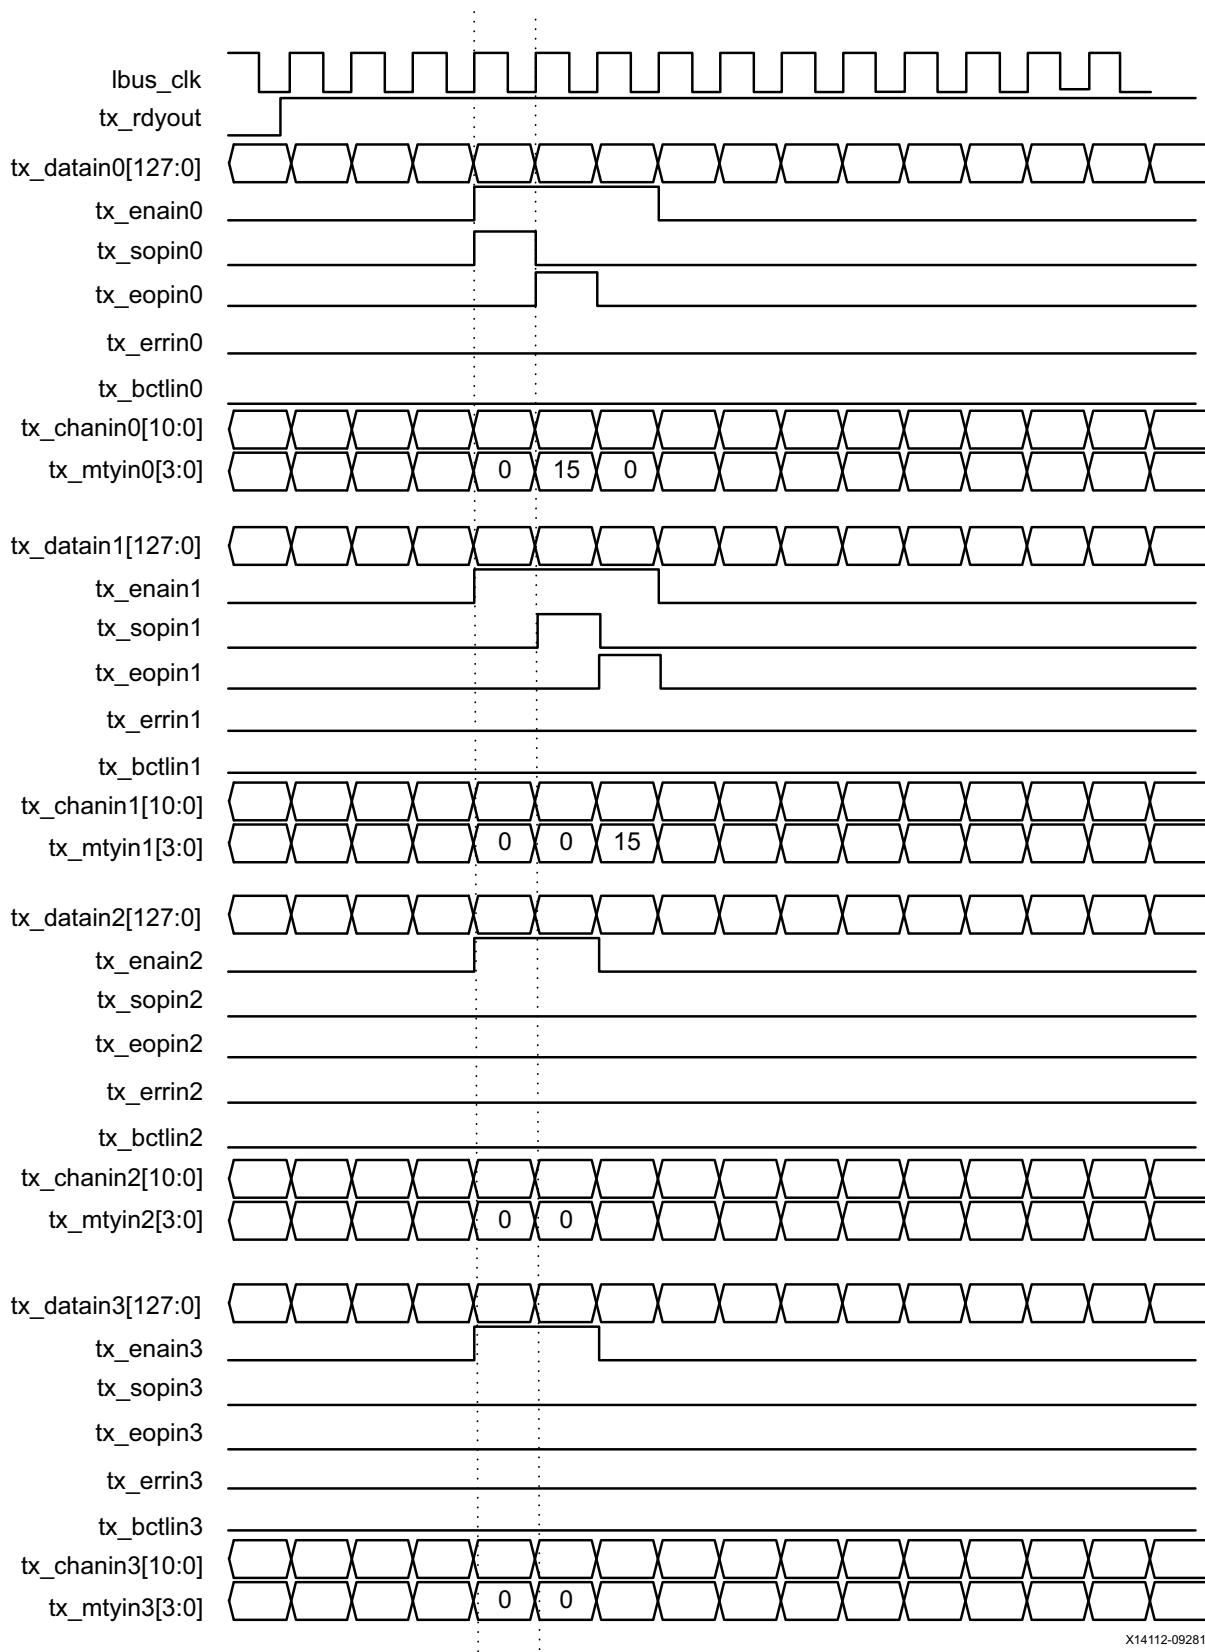 lbus_clk
tx_rdyout
tx_datain0[127:0]
tx_enain0
tx_sopin0
tx_eopin0
tx_errin0
tx_bctlin0
tx_chanin0[10:0]
tx_mtyin0[3:0] 0 15 0
tx_datain1[127:0]
tx_enain1
tx_sopin1
tx_eopin1
tx_errin1
tx_bctlin1
tx_chanin1[10:0]
tx_mtyin1[3:0] 0 0 15
tx_datain2[127:0]
tx_enain2
tx_sopin2
tx_eopin2
tx_errin2
tx_bctlin2
tx_chanin2[10:0]
tx_mtyin2[3:0] 0 0
tx_datain3[127:0]
tx_enain3
tx_sopin3
tx_eopin3
tx_errin3
tx_bctlin3
tx_chanin3[10:0]
tx_mtyin3[3:0] 0 0
X14112-09281